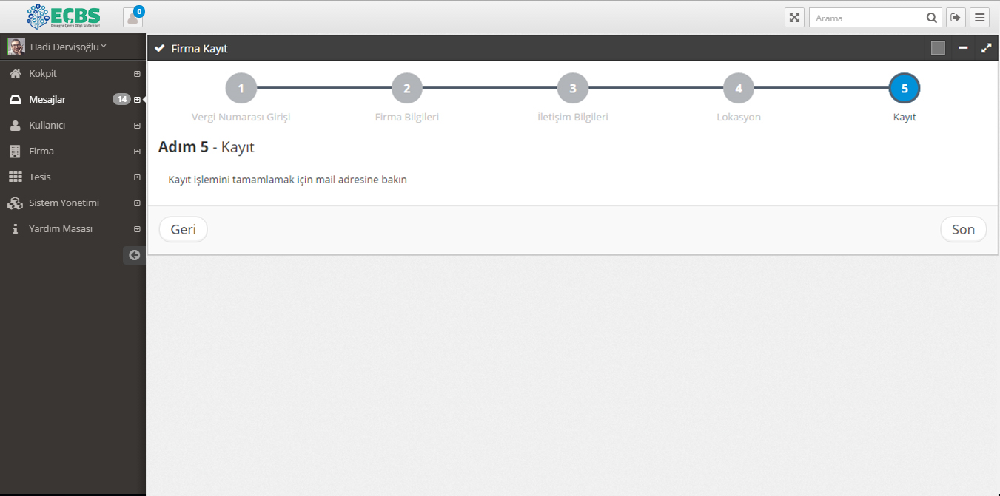 EÇBS
Entegre Çevre Bilgi Sistemleri
0
Arama
Hadi Dervişoğlu
Kokpit
Mesajlar 14
Kullanıcı
Firma
Tesis
Sistem Yönetimi
Yardım Masası
Firma Kayıt
1 2 3 4 5
Vergi Numarası Girişi Firma Bilgileri İletişim Bilgileri Lokasyon Kayıt
Adım 5 - Kayıt
Kayıt işlemini tamamlamak için mail adresine bakın
Geri Son